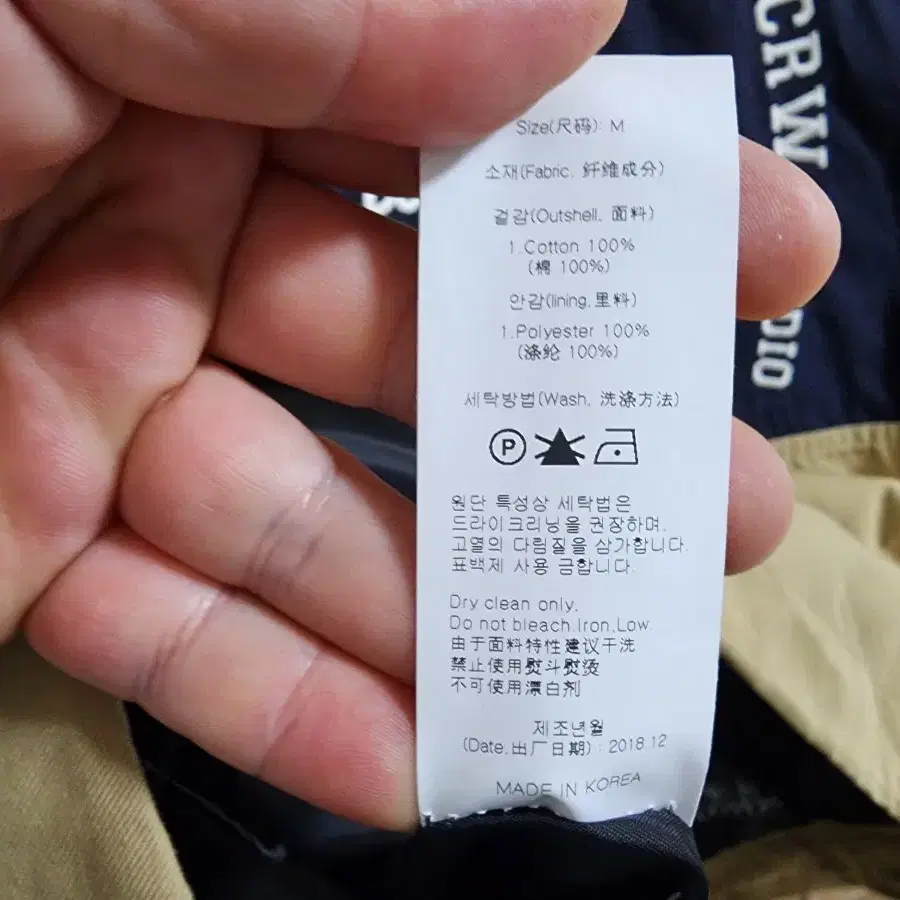 Size(尺码): M
소재(Fabric, 纤维成分)
겉감(Outshell, 面料)
1.Cotton 100%
(棉 100%)
안감(lining,里料)
1.Polyester 100%
(涤纶 100%)
세탁방법(Wash, 洗涤方法)
P
원단 특성상 세탁법은
드라이크리닝을 권장하며,
고열의 다림질을 삼가합니다.
표백제 사용 금합니다.
Dry clean only,
Do not bleach,Iron,Low.
由于面料特性建议干洗
禁止使用熨斗熨烫
不可使用漂白剂
제조년월
(Date,出厂日期) : 2018.12
MADE IN KOREA
CRW
DIO